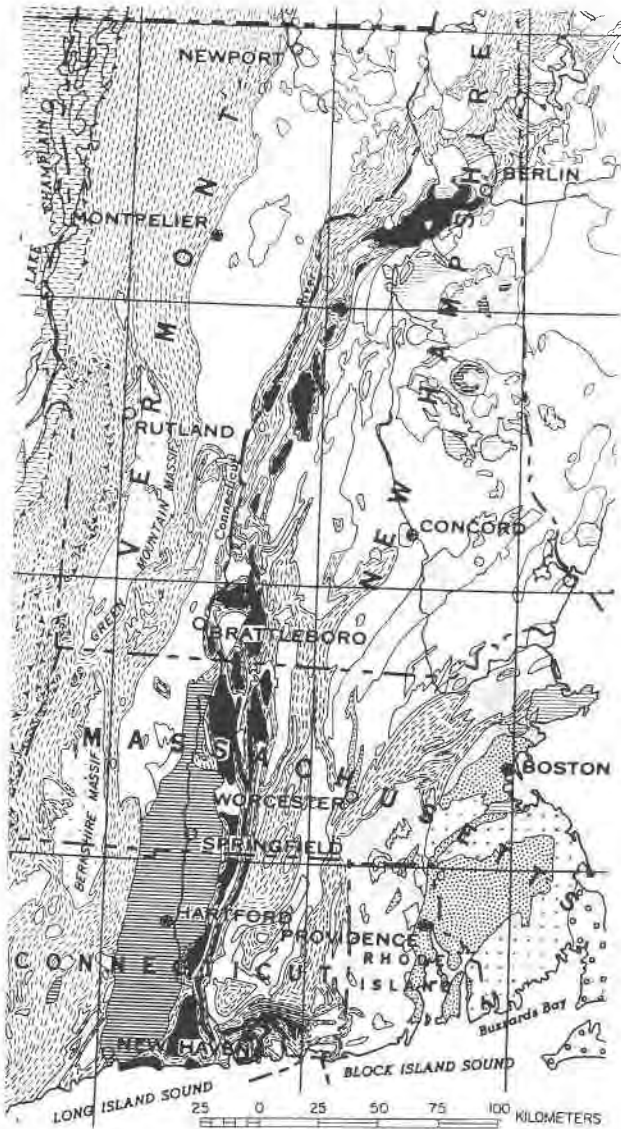 NEWPORT
LAKE CHAMPLAIN
BERLIN
MONTPELIER
VERMONT
River
NEW HAMPSHIRE
RUTLAND
GREEN MOUNTAIN MASSIF
Connecticut
CONCORD
BRATTLEBORO
MASSACHUSETTS
BOSTON
WORCESTER
BERKSHIRE MASSIF
SPRINGFIELD
HARTFORD
PROVIDENCE
RHODE
ISLAND
CONNECTICUT
Buzzards Bay
NEW HAVEN
BLOCK ISLAND SOUND
LONG ISLAND SOUND
25 0 25 50 100 KILOMETERS